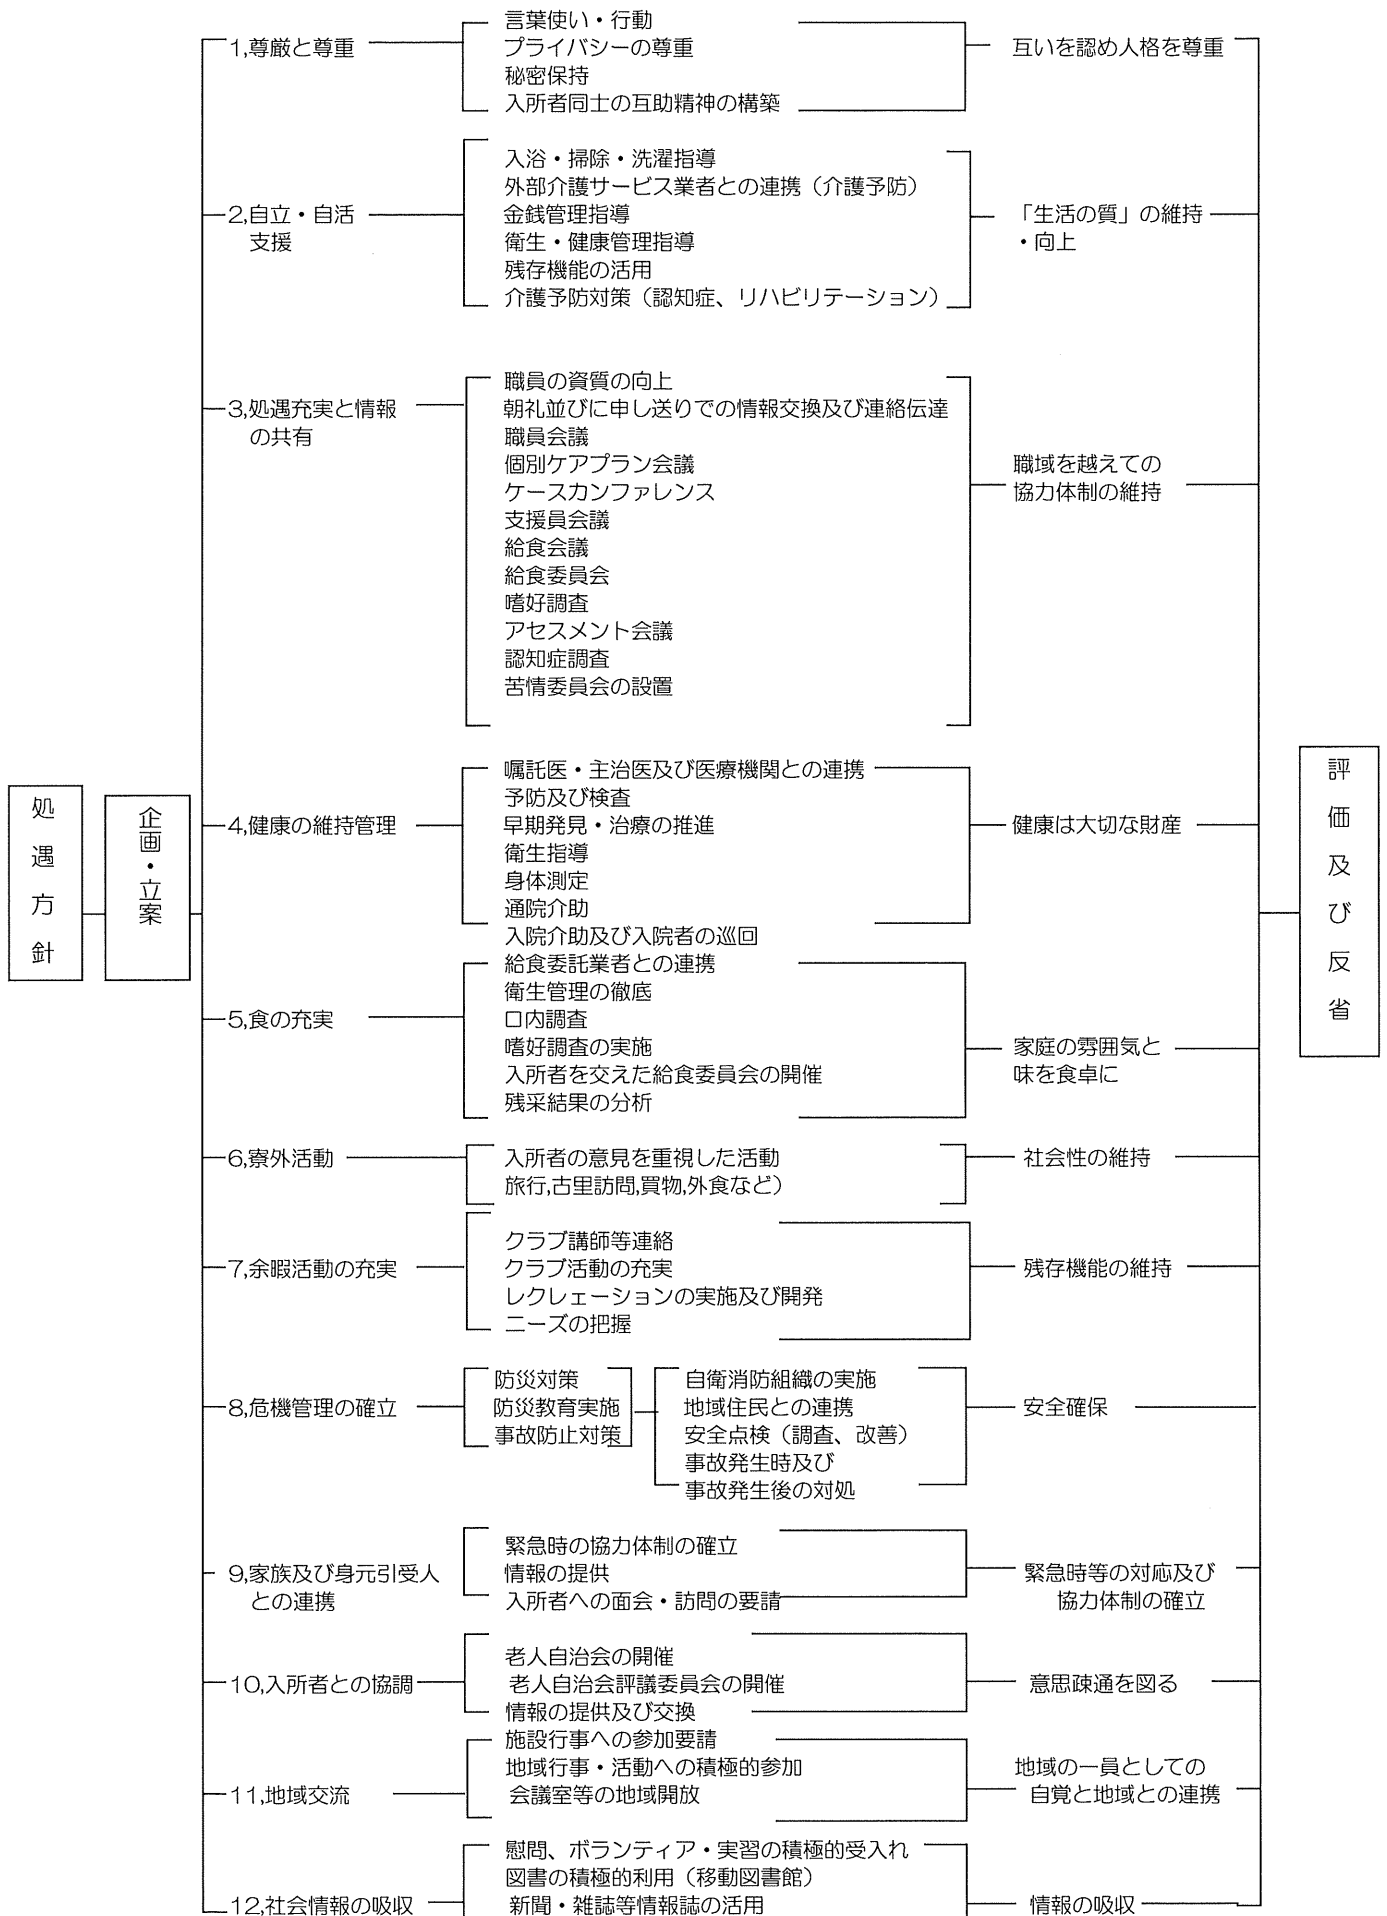 処遇方針
企画・立案
1,尊厳と尊重
言葉使い・行動
プライバシーの尊重
秘密保持
入所者同士の互助精神の構築
互いを認め人格を尊重
2,自立・自活
支援
入浴・掃除・洗濯指導
外部介護サービス業者との連携（介護予防）
金銭管理指導
衛生・健康管理指導
残存機能の活用
介護予防対策（認知症、リハビリテーション）
「生活の質」の維持
・向上
3,処遇充実と情報
の共有
職員の資質の向上
朝礼並びに申し送りでの情報交換及び連絡伝達
職員会議
個別ケアプラン会議
ケースカンファレンス
支援員会議
給食会議
給食委員会
嗜好調査
アセスメント会議
認知症調査
苦情委員会の設置
職域を越えての
協力体制の維持
4,健康の維持管理
嘱託医・主治医及び医療機関との連携
予防及び検査
早期発見・治療の推進
衛生指導
身体測定
通院介助
入院介助及び入院者の巡回
健康は大切な財産
5,食の充実
給食委託業者との連携
衛生管理の徹底
口内調査
嗜好調査の実施
入所者を交えた給食委員会の開催
残采結果の分析
家庭の雰囲気と
味を食卓に
6,寮外活動
入所者の意見を重視した活動
旅行,古里訪問,買物,外食など）
社会性の維持
7,余暇活動の充実
クラブ講師等連絡
クラブ活動の充実
レクレェーションの実施及び開発
ニーズの把握
残存機能の維持
8,危機管理の確立
防災対策
防災教育実施
事故防止対策
自衛消防組織の実施
地域住民との連携
安全点検（調査、改善）
事故発生時及び
事故発生後の対処
安全確保
9,家族及び身元引受人
との連携
緊急時の協力体制の確立
情報の提供
入所者への面会・訪問の要請
緊急時等の対応及び
協力体制の確立
10,入所者との協調
老人自治会の開催
老人自治会評議委員会の開催
情報の提供及び交換
意思疎通を図る
11,地域交流
施設行事への参加要請
地域行事・活動への積極的参加
会議室等の地域開放
地域の一員としての
自覚と地域との連携
12,社会情報の吸収
慰問、ボランティア・実習の積極的受入れ
図書の積極的利用（移動図書館）
新聞・雑誌等情報誌の活用
情報の吸収
評価及び反省